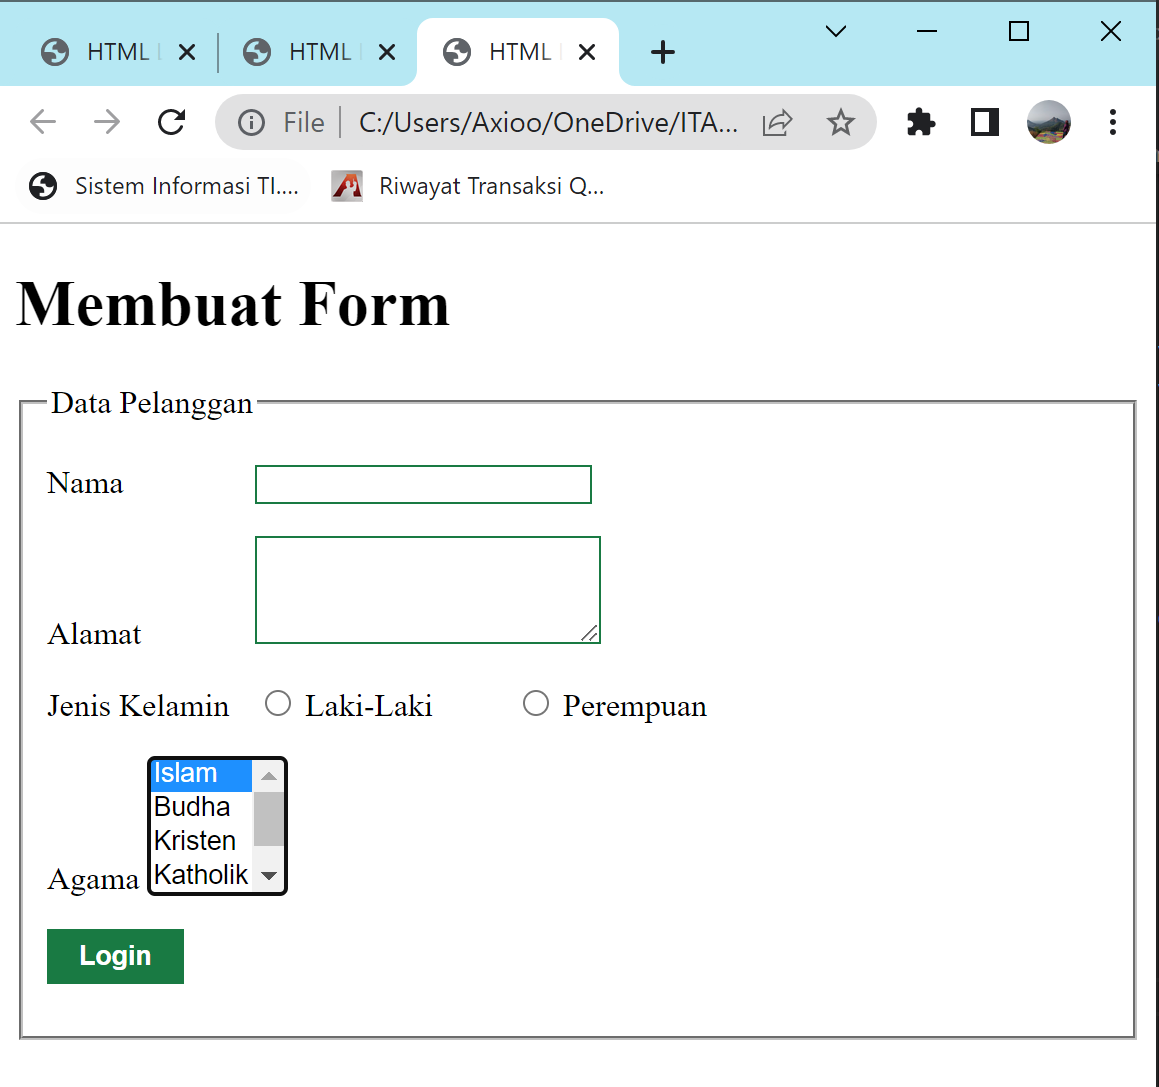 HTML HTML HTML
File C:/Users/Axioo/OneDrive/ITA...
Sistem Informasi TI.... Riwayat Transaksi Q...
Membuat Form
Data Pelanggan
Nama
Alamat
Jenis Kelamin Laki-Laki Perempuan
Islam
Budha
Kristen
Katholik
Agama
Login